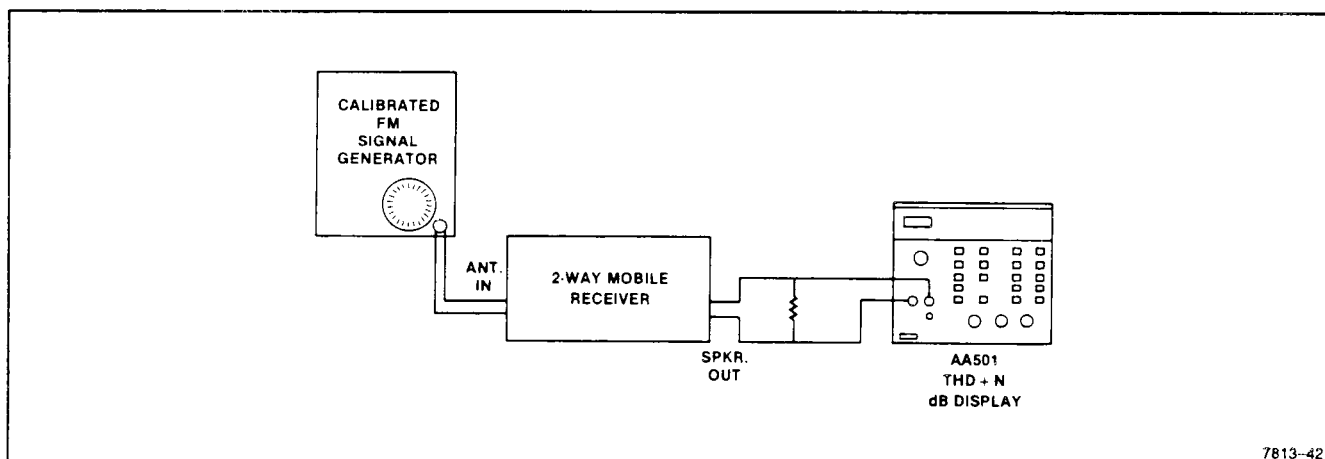 CALIBRATED
FM
SIGNAL
GENERATOR
ANT.
IN
2-WAY MOBILE
RECEIVER
SPKR.
OUT
AA501
THD + N
dB DISPLAY
7813-42